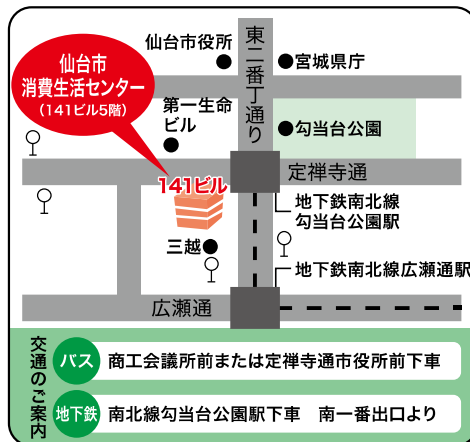 仙台市役所
宮城県庁
東二番丁通り
仙台市
消費生活センター
（141ビル5階）
第一生命
ビル
勾当台公園
定禅寺通
141ビル
地下鉄南北線
勾当台公園駅
三越
地下鉄南北線広瀬通駅
広瀬通
交通のご案内
バス
商工会議所前または定禅寺通市役所前下車
地下鉄
南北線勾当台公園駅下車　南一番出口より